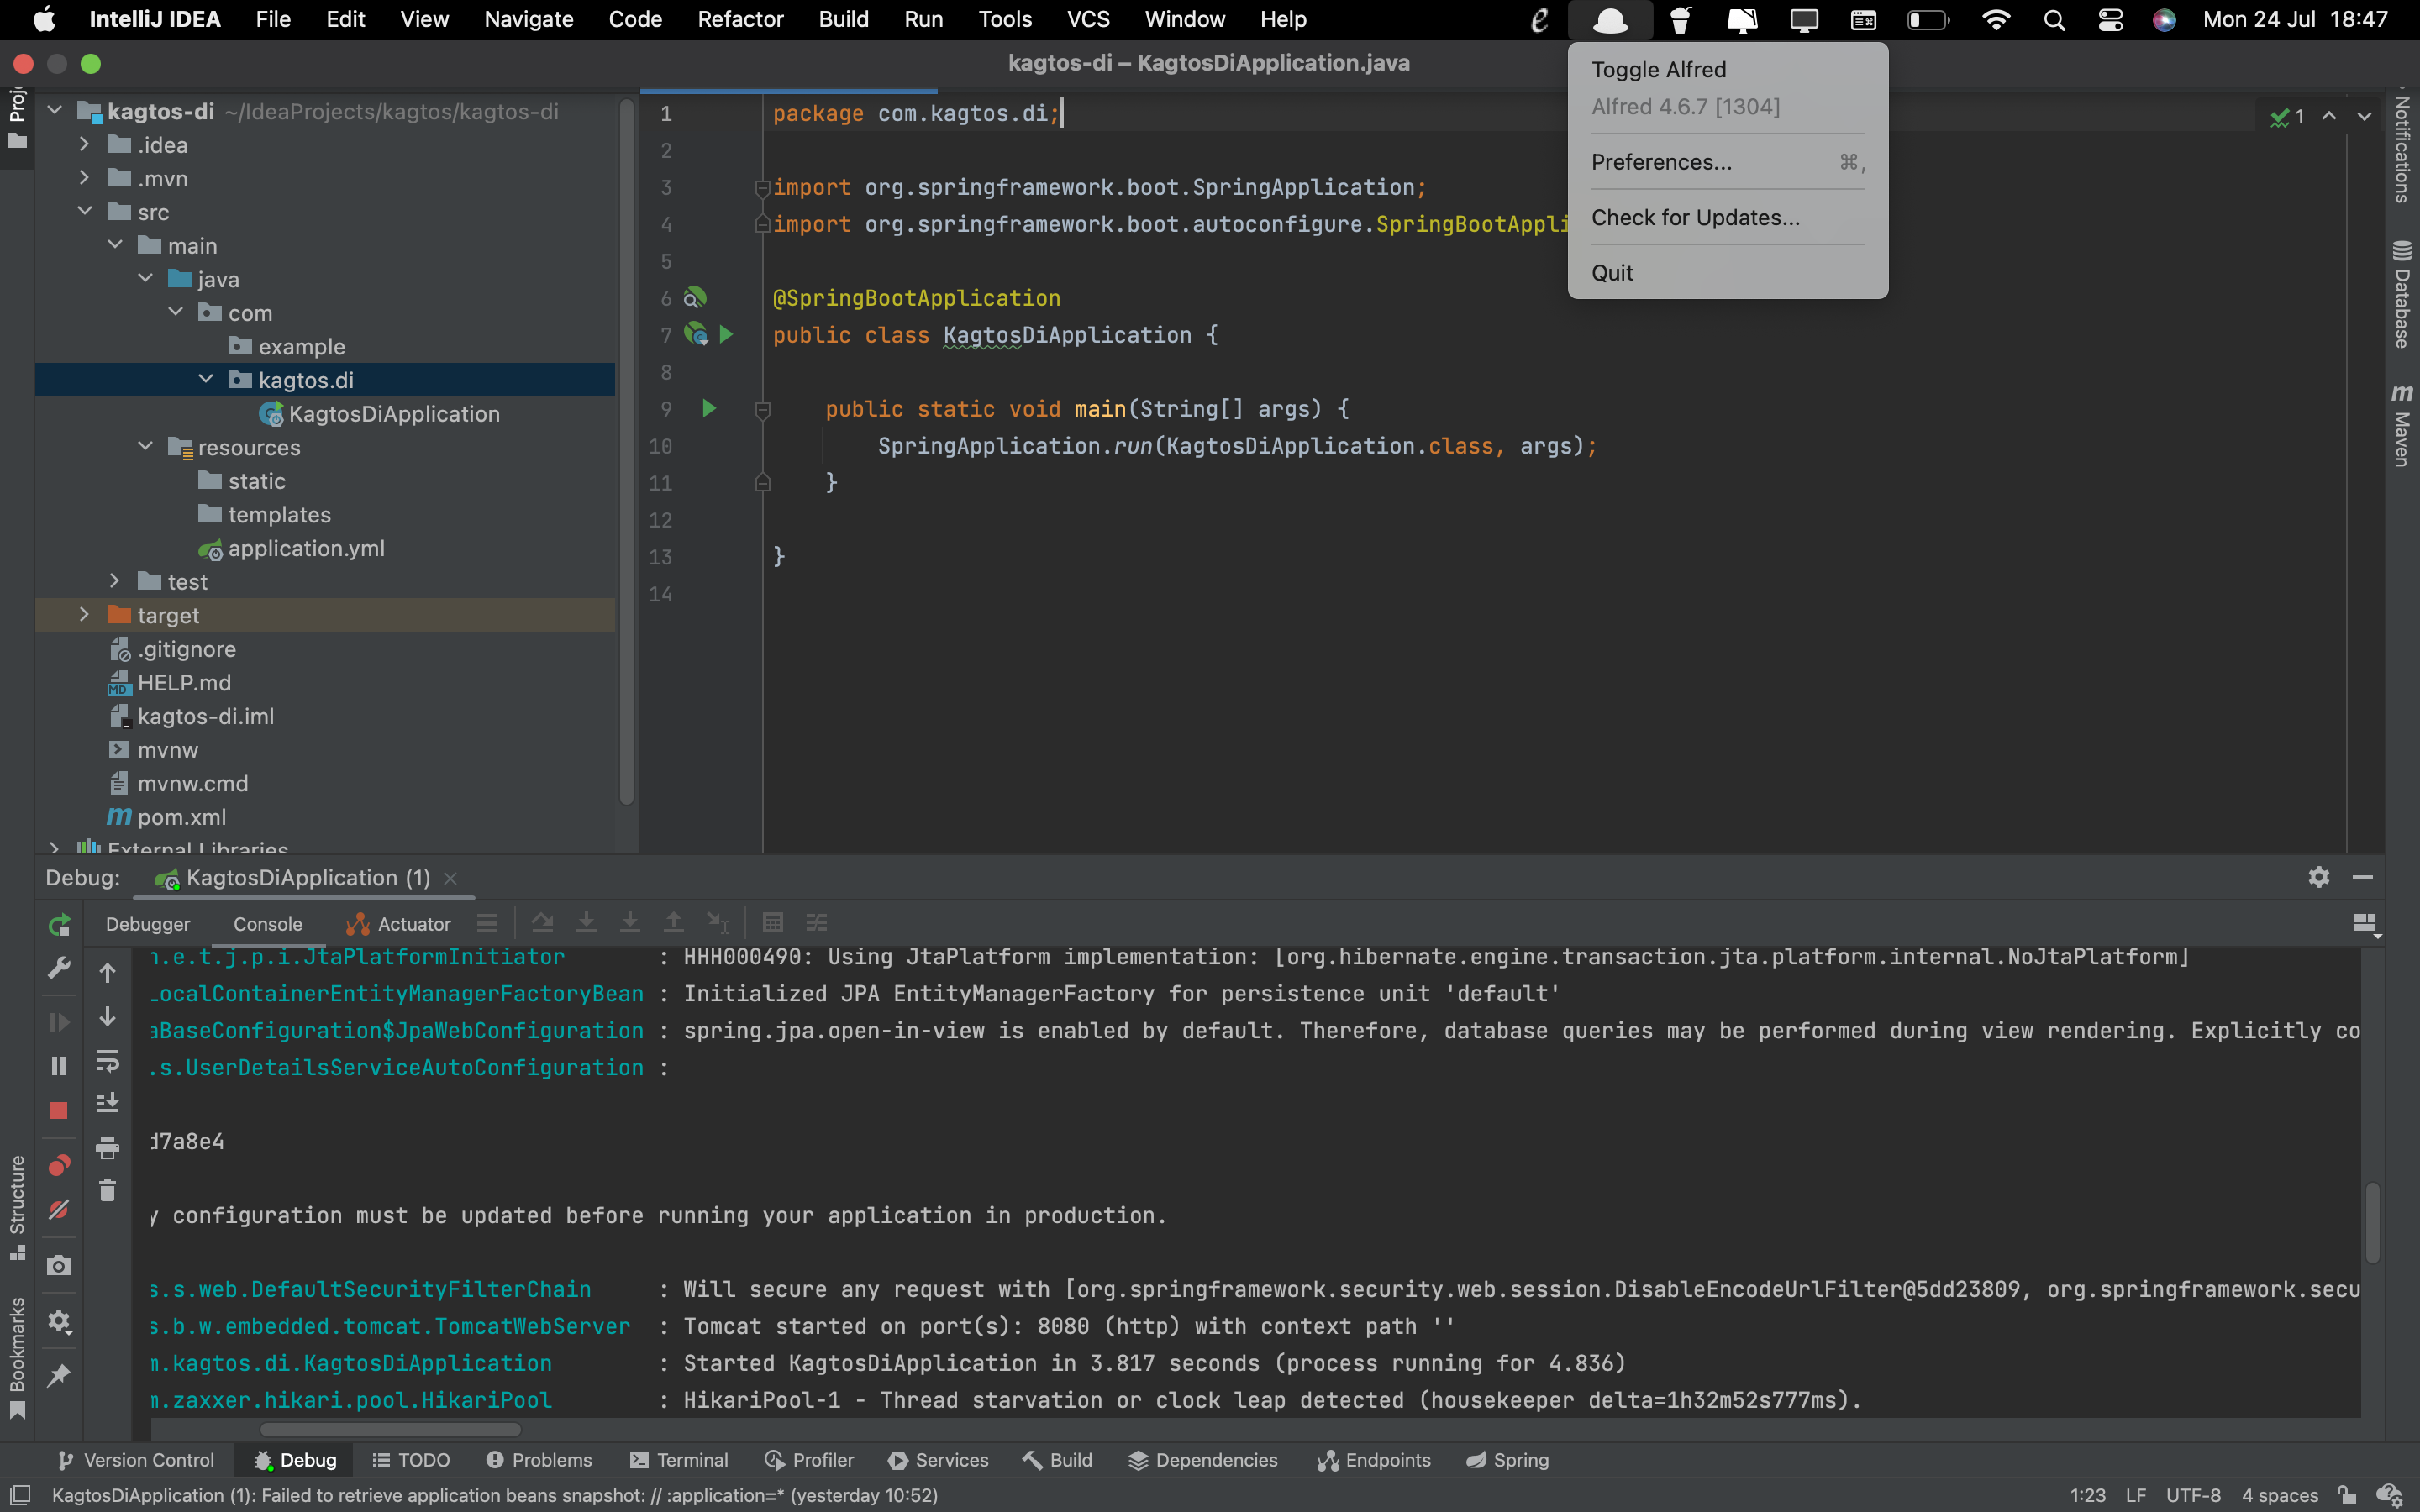 IntelliJ IDEA File Edit View Navigate Code Refactor Build Run Tools VCS Window Help Mon 24 Jul 18:47
kagtos-di – KagtosDiApplication.java
Toggle Alfred
Alfred 4.6.7 [1304]
Preferences... ⌘,
Check for Updates...
Quit
kagtos-di ~/IdeaProjects/kagtos/kagtos-di
.idea
.mvn
src
main
java
com
example
kagtos.di
KagtosDiApplication
resources
static
templates
application.yml
test
target
.gitignore
HELP.md
kagtos-di.iml
mvnw
mvnw.cmd
pom.xml
External Libraries
1 package com.kagtos.di;
2
3 import org.springframework.boot.SpringApplication;
4 import org.springframework.boot.autoconfigure.SpringBootAppli
5
6 @SpringBootApplication
7 public class KagtosDiApplication {
8
9 public static void main(String[] args) {
10 SpringApplication.run(KagtosDiApplication.class, args);
11 }
12
13 }
14
1
Notifications
Database
Maven
Proj
Structure
Bookmarks
Debug: KagtosDiApplication (1)
Debugger Console Actuator
n.e.t.j.p.i.JtaPlatformInitiator : HHH000490: Using JtaPlatform implementation: [org.hibernate.engine.transaction.jta.platform.internal.NoJtaPlatform]
LocalContainerEntityManagerFactoryBean : Initialized JPA EntityManagerFactory for persistence unit 'default'
aBaseConfiguration$JpaWebConfiguration : spring.jpa.open-in-view is enabled by default. Therefore, database queries may be performed during view rendering. Explicitly co
.s.UserDetailsServiceAutoConfiguration :
d7a8e4
y configuration must be updated before running your application in production.
s.s.web.DefaultSecurityFilterChain : Will secure any request with [org.springframework.security.web.session.DisableEncodeUrlFilter@5dd23809, org.springframework.secu
s.b.w.embedded.tomcat.TomcatWebServer : Tomcat started on port(s): 8080 (http) with context path ''
m.kagtos.di.KagtosDiApplication : Started KagtosDiApplication in 3.817 seconds (process running for 4.836)
m.zaxxer.hikari.pool.HikariPool : HikariPool-1 - Thread starvation or clock leap detected (housekeeper delta=1h32m52s777ms).
Version Control Debug TODO Problems Terminal Profiler Services Build Dependencies Endpoints Spring
KagtosDiApplication (1): Failed to retrieve application beans snapshot: // :application=* (yesterday 10:52) 1:23 LF UTF-8 4 spaces